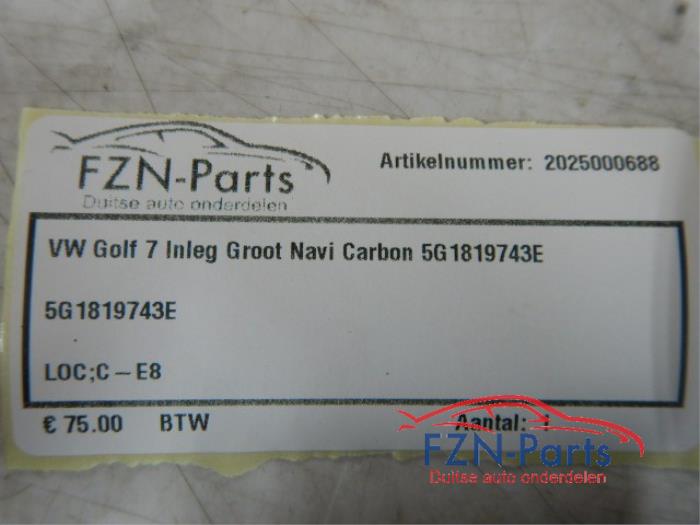 FZN-Parts
Duitse auto onderdelen
Artikelnummer: 2025000688
VW Golf 7 Inleg Groot Navi Carbon 5G1819743E
5G1819743E
LOC;C-E8
€ 75.00 BTW Aantal: 1
FZN-Parts
Duitse auto onderdelen